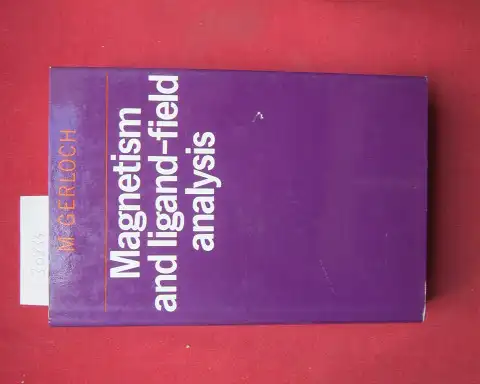 M. GERLOCH
Magnetism
and ligand-field
analysis